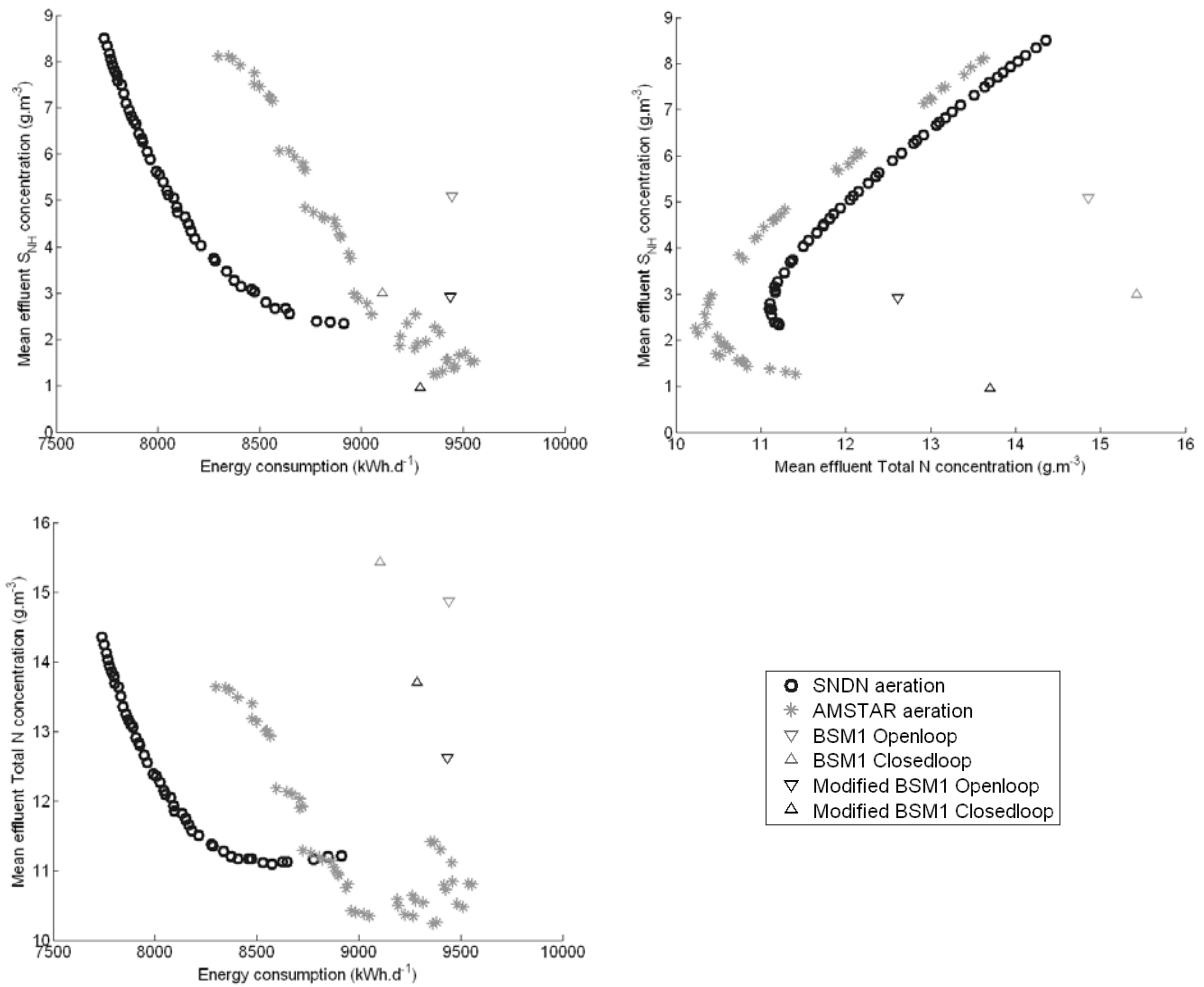 9
8
7
6
5
4
3
2
1
0
Mean effluent S_NH concentration (g.m⁻³)
7500 8000 8500 9000 9500 10000
Energy consumption (kWh.d⁻¹)
9
8
7
6
5
4
3
2
1
0
Mean effluent S_NH concentration (g.m⁻³)
10 11 12 13 14 15 16
Mean effluent Total N concentration (g.m⁻³)
16
15
14
13
12
11
10
Mean effluent Total N concentration (g.m⁻³)
7500 8000 8500 9000 9500 10000
Energy consumption (kWh.d⁻¹)
SNDN aeration
AMSTAR aeration
BSM1 Openloop
BSM1 Closedloop
Modified BSM1 Openloop
Modified BSM1 Closedloop